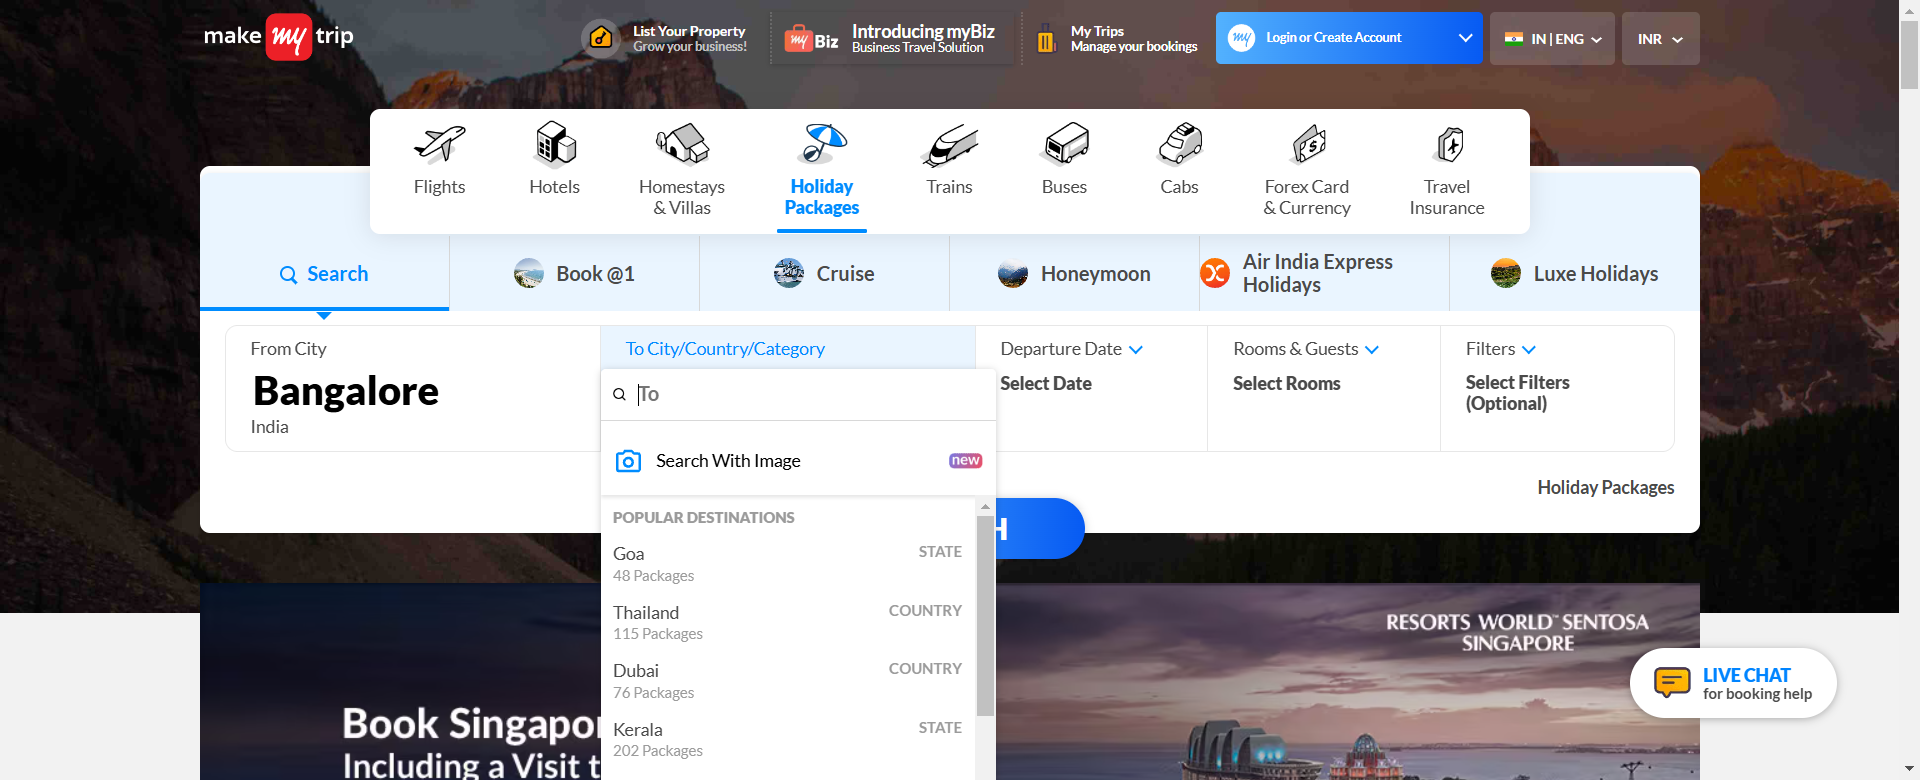 make my trip
List Your Property
Grow your business!
my Biz
Introducing myBiz
Business Travel Solution
My Trips
Manage your bookings
my
Login or Create Account
IN | ENG
INR
Flights
Hotels
Homestays
& Villas
Holiday
Packages
Trains
Buses
Cabs
Forex Card
& Currency
Travel
Insurance
Search
Book @1
Cruise
Honeymoon
Air India Express
Holidays
Luxe Holidays
From City
Bangalore
India
To City/Country/Category
To
Search With Image
new
Departure Date
Select Date
Rooms & Guests
Select Rooms
Filters
Select Filters
(Optional)
Holiday Packages
H
POPULAR DESTINATIONS
Goa STATE
48 Packages
Thailand COUNTRY
115 Packages
Dubai COUNTRY
76 Packages
Kerala STATE
202 Packages
Book Singapo
Including a Visit t
RESORTS WORLD™ SENTOSA
SINGAPORE
LIVE CHAT
for booking help